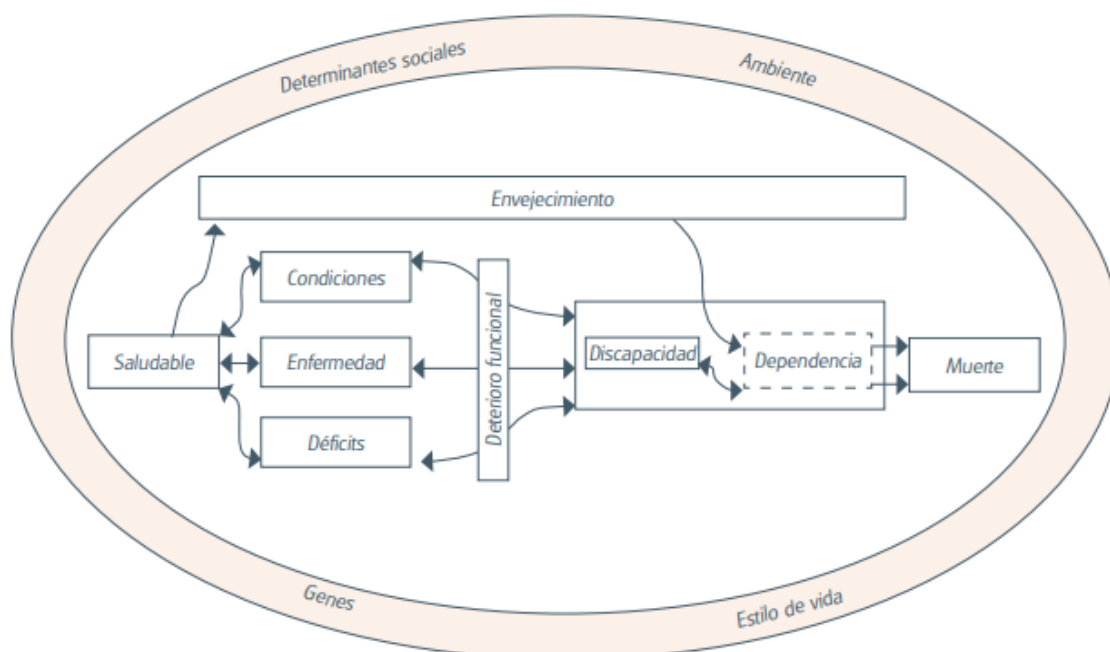 Determinantes sociales
Ambiente
Envejecimiento
Condiciones
Saludable
Enfermedad
Déficits
Deterioro funcional
Discapacidad
Dependencia
Muerte
Genes
Estilo de vida